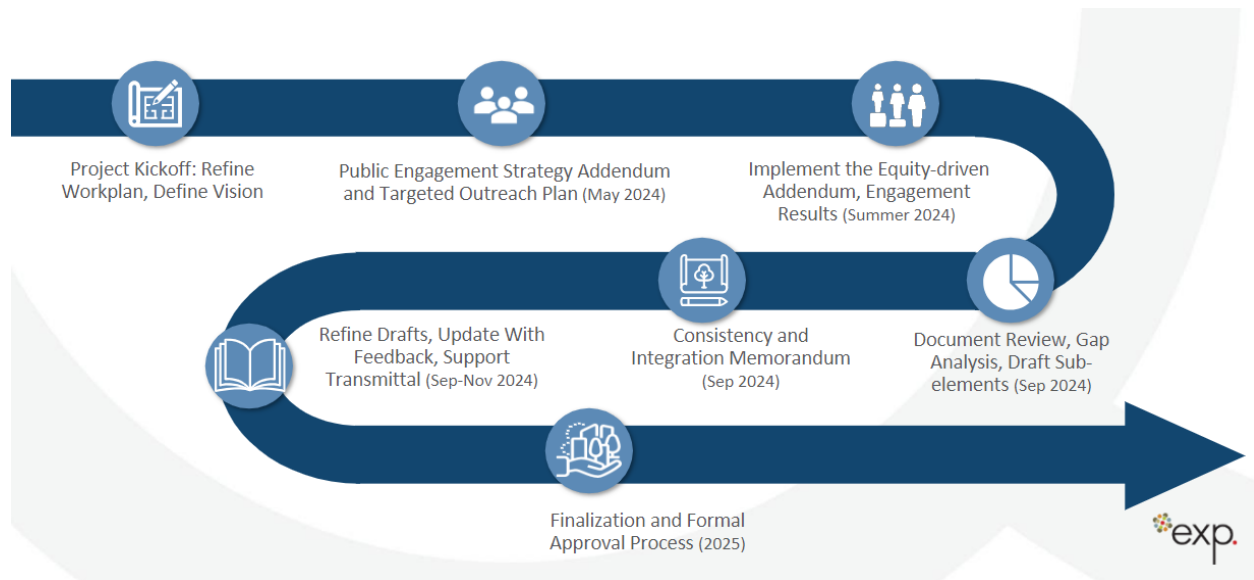 Project Kickoff: Refine
Workplan, Define Vision
Public Engagement Strategy Addendum
and Targeted Outreach Plan (May 2024)
Implement the Equity-driven
Addendum, Engagement
Results (Summer 2024)
Document Review, Gap
Analysis, Draft Sub-
elements (Sep 2024)
Consistency and
Integration Memorandum
(Sep 2024)
Refine Drafts, Update With
Feedback, Support
Transmittal (Sep-Nov 2024)
Finalization and Formal
Approval Process (2025)
exp.